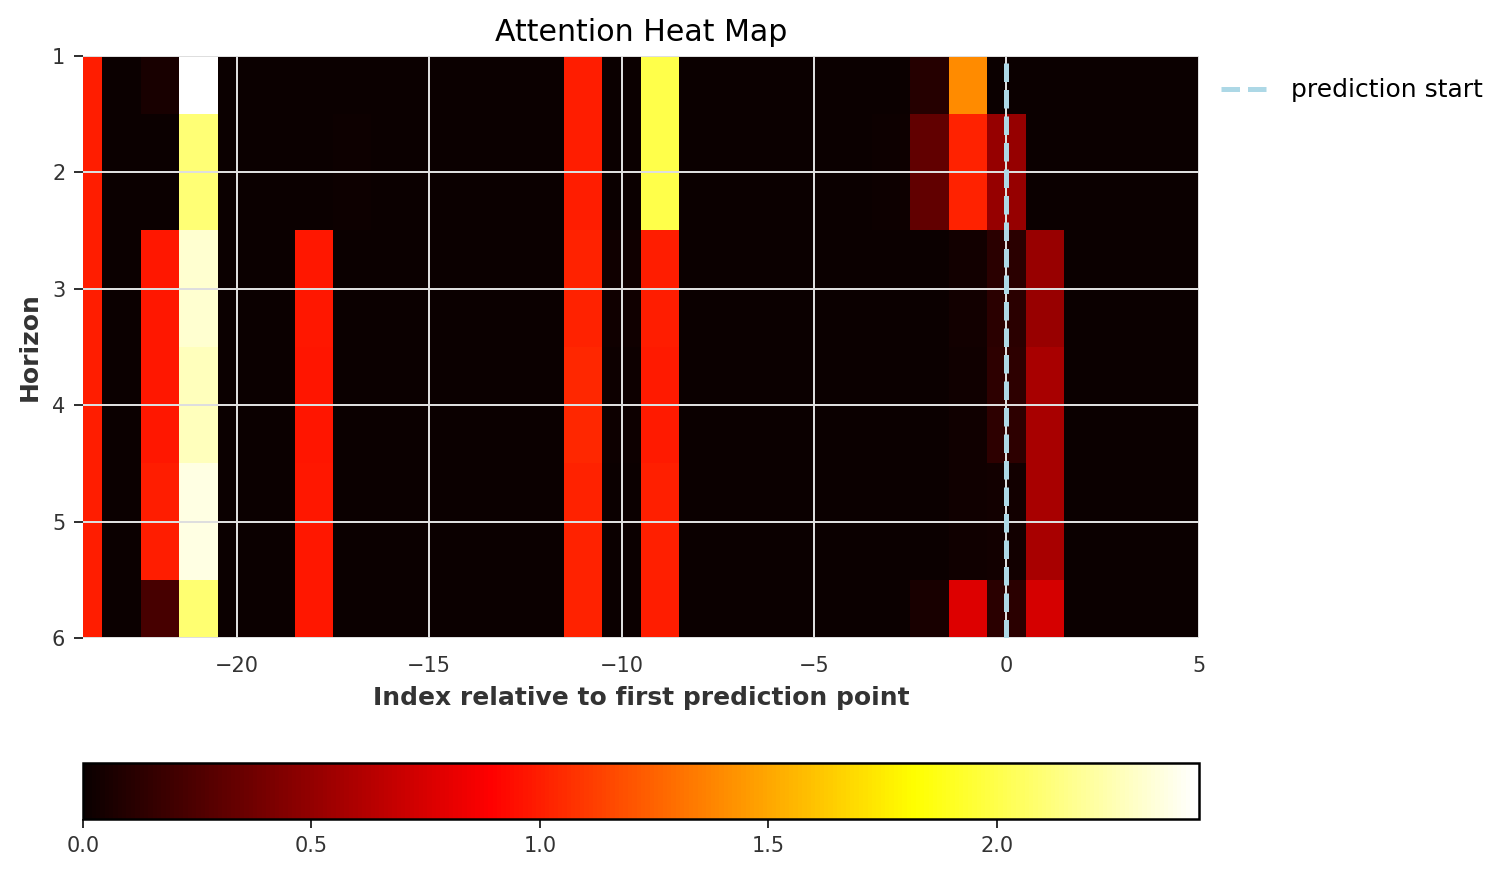 Attention Heat Map
prediction start
Horizon
1
2
3
4
5
6
−20 −15 −10 −5 0 5
Index relative to first prediction point
0.0 0.5 1.0 1.5 2.0